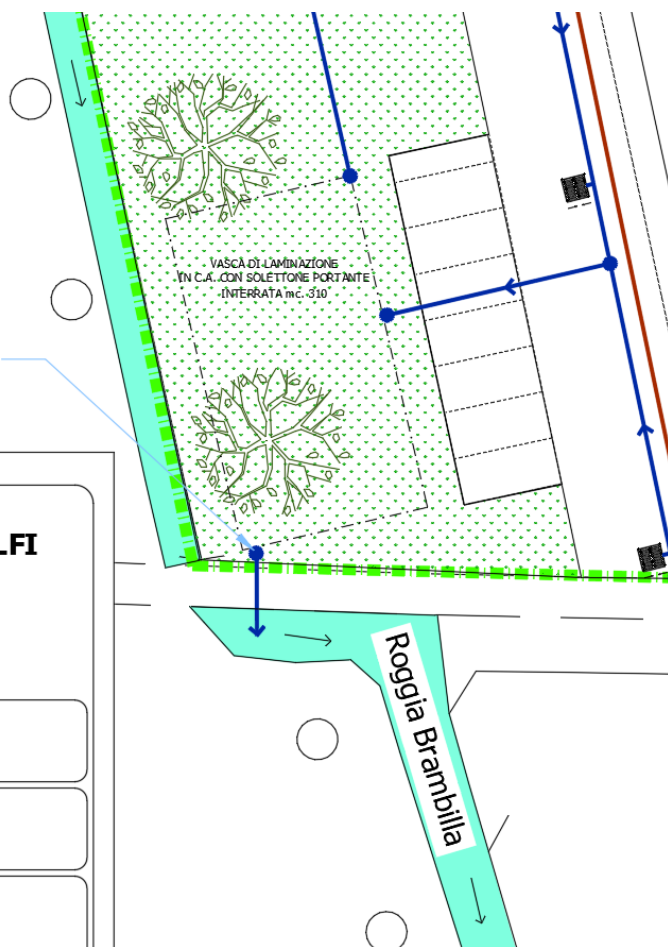 VASCA DI LAMINAZIONE
IN C.A. CON SOLETTONE PORTANTE
INTERRATA mc. 310
LFI
Roggia Brambilla